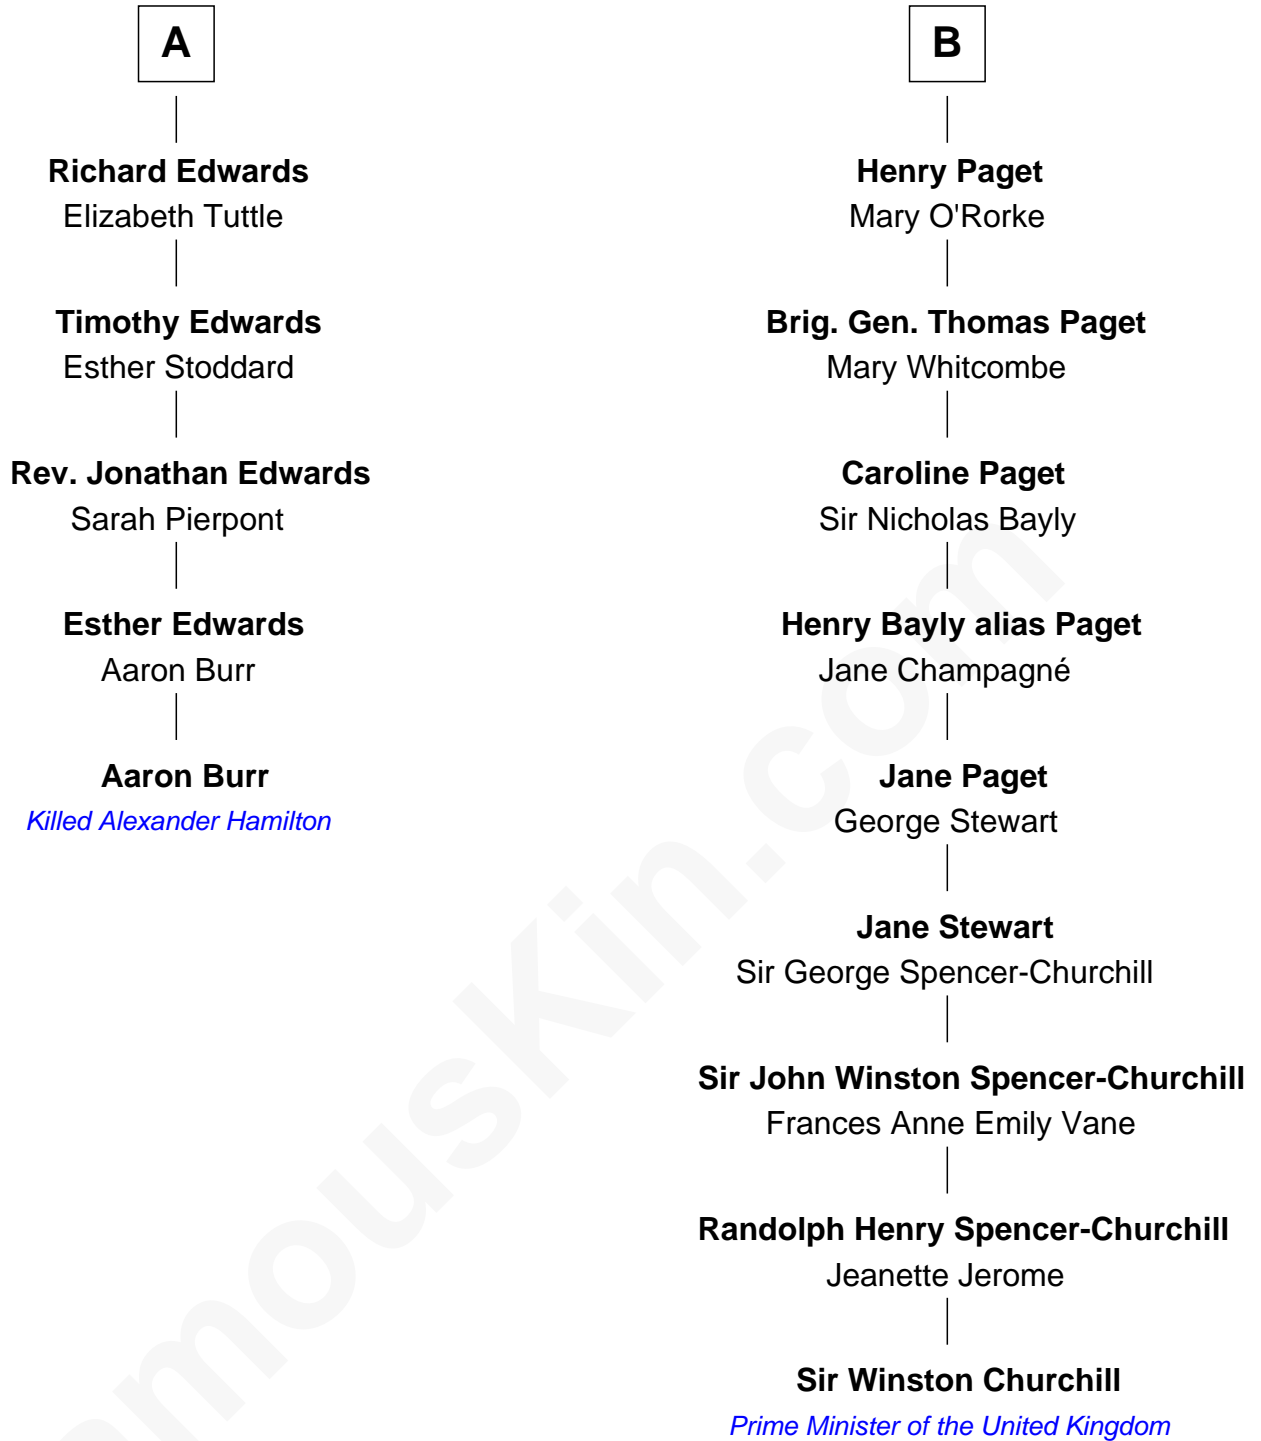 A
Richard Edwards
Elizabeth Tuttle
Timothy Edwards
Esther Stoddard
Rev. Jonathan Edwards
Sarah Pierpont
Esther Edwards
Aaron Burr
Aaron Burr
Killed Alexander Hamilton
B
Henry Paget
Mary O'Rorke
Brig. Gen. Thomas Paget
Mary Whitcombe
Caroline Paget
Sir Nicholas Bayly
Henry Bayly alias Paget
Jane Champagné
Jane Paget
George Stewart
Jane Stewart
Sir George Spencer-Churchill
Sir John Winston Spencer-Churchill
Frances Anne Emily Vane
Randolph Henry Spencer-Churchill
Jeanette Jerome
Sir Winston Churchill
Prime Minister of the United Kingdom
amouskin.com